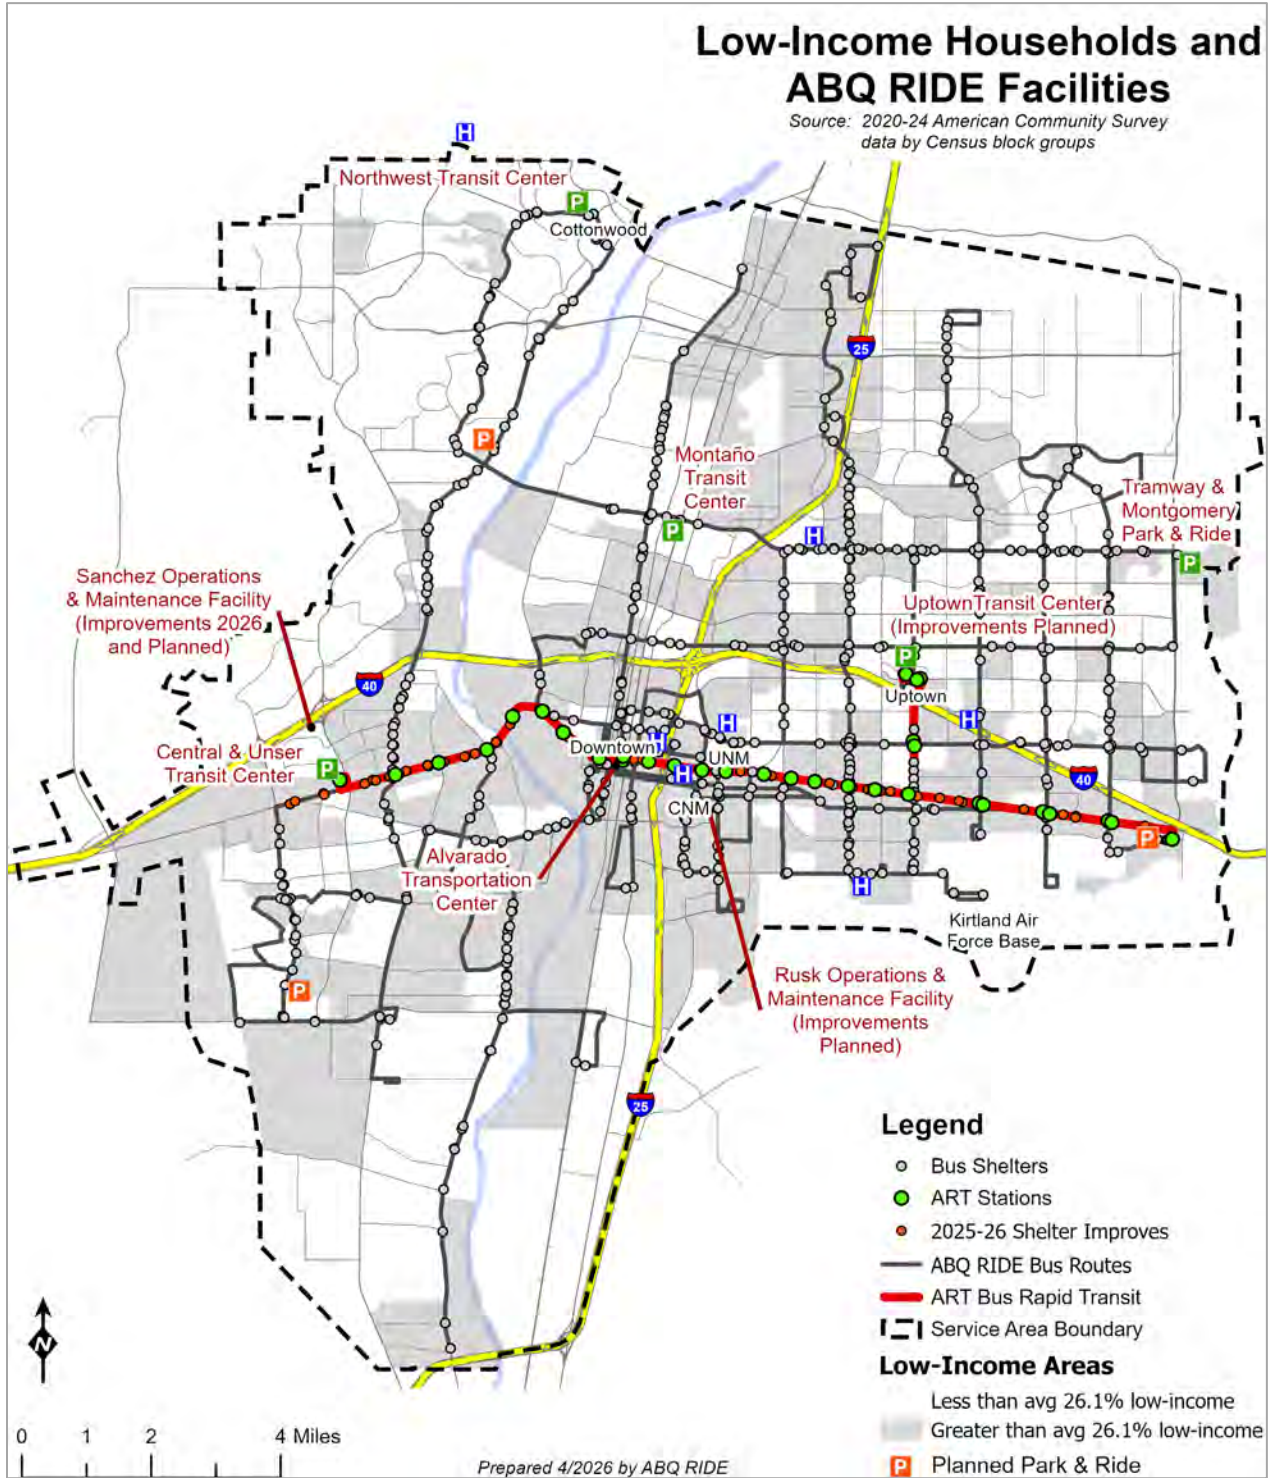 Low-Income Households and
ABQ RIDE Facilities
Source: 2020-24 American Community Survey
data by Census block groups
H
Northwest Transit Center
P
Cottonwood
25
P
Montaño
Transit
Center
P
H
Tramway &
Montgomery
Park & Ride
P
Sanchez Operations
& Maintenance Facility
(Improvements 2026
and Planned)
Uptown Transit Center
(Improvements Planned)
P
Uptown
40
H
H
Central & Unser
Transit Center
P
Downtown
H
UNM
H
CNM
40
P
Alvarado
Transportation
Center
H
Kirtland Air
Force Base
P
Rusk Operations &
Maintenance Facility
(Improvements
Planned)
25
Legend
Bus Shelters
ART Stations
2025-26 Shelter Improves
ABQ RIDE Bus Routes
ART Bus Rapid Transit
Service Area Boundary
Low-Income Areas
Less than avg 26.1% low-income
Greater than avg 26.1% low-income
P Planned Park & Ride
N
0 1 2 4 Miles
Prepared 4/2026 by ABQ RIDE